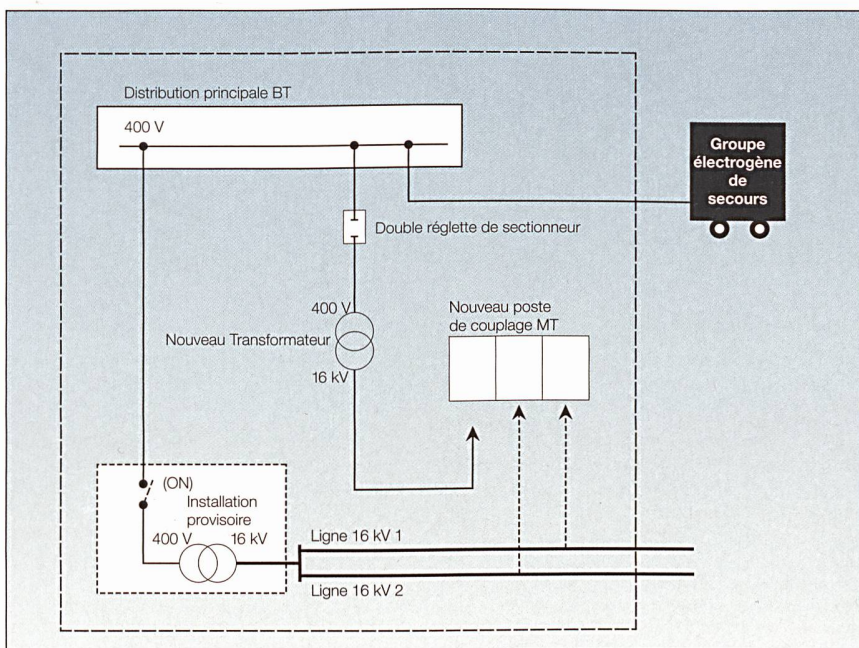 Distribution principale BT
400 V
Groupe
électrogène
de
secours
Double réglette de sectionneur
400 V
Nouveau Transformateur
16 kV
Nouveau poste
de couplage MT
(ON)
Installation
provisoire
400 V
16 kV
Ligne 16 kV 1
Ligne 16 kV 2